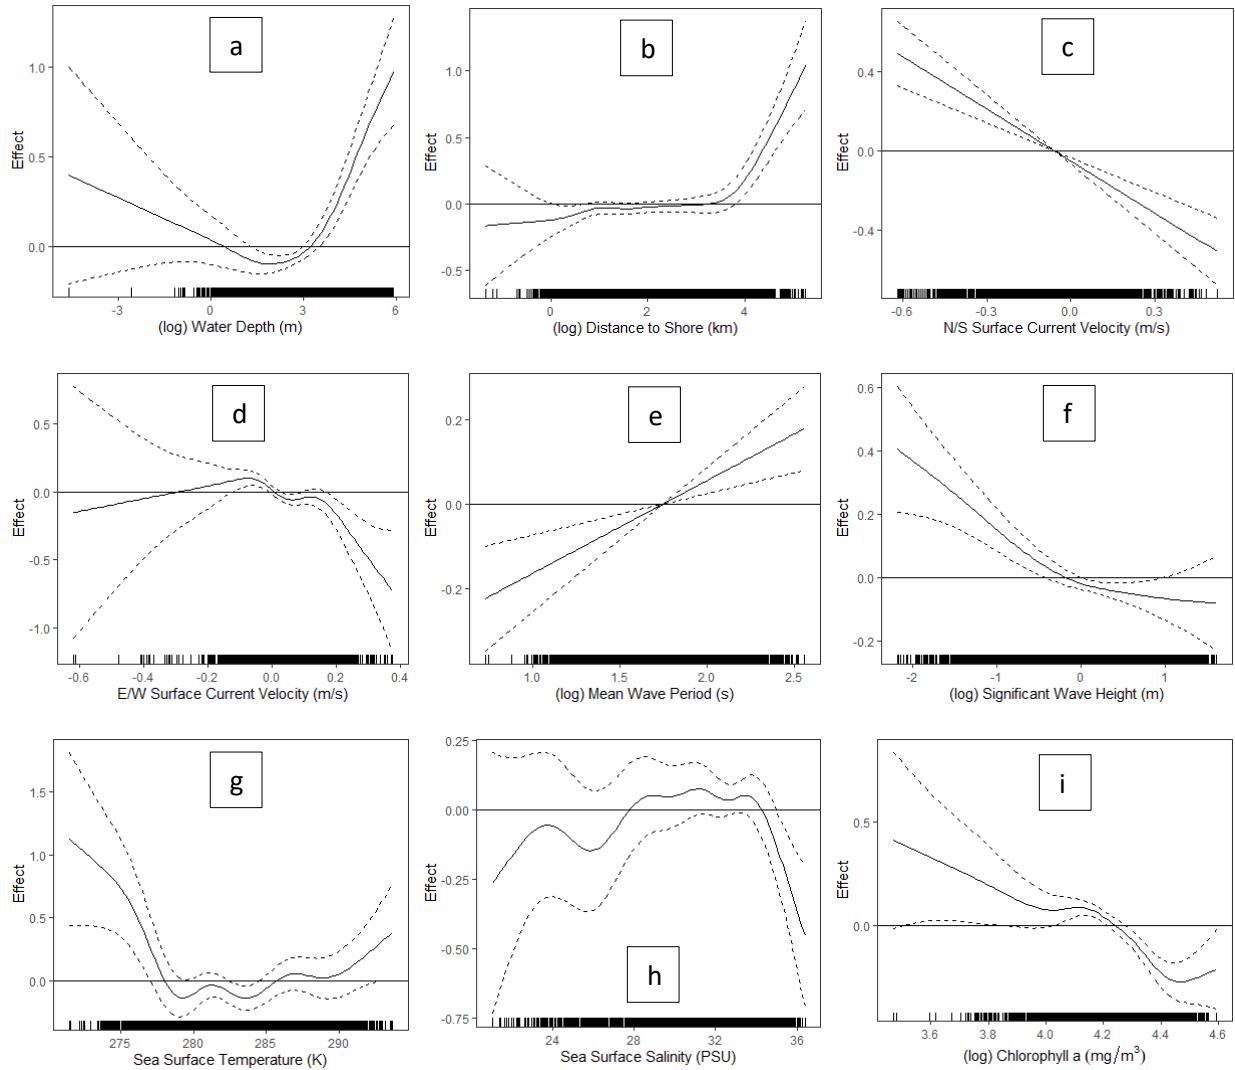 a
1.0
0.5
0.0
Effect
-3
0
3
6
(log) Water Depth (m)
b
1.0
0.5
0.0
-0.5
Effect
0
2
4
(log) Distance to Shore (km)
c
0.4
0.0
-0.4
Effect
-0.6
-0.3
0.0
0.3
N/S Surface Current Velocity (m/s)
d
0.5
0.0
-0.5
-1.0
Effect
-0.6
-0.4
-0.2
0.0
0.2
0.4
E/W Surface Current Velocity (m/s)
e
0.2
0.0
-0.2
Effect
1.0
1.5
2.0
2.5
(log) Mean Wave Period (s)
f
0.6
0.4
0.2
0.0
-0.2
Effect
-2
-1
0
1
(log) Significant Wave Height (m)
g
1.5
1.0
0.5
0.0
Effect
275
280
285
290
Sea Surface Temperature (K)
h
0.25
0.00
-0.25
-0.50
-0.75
Effect
24
28
32
36
Sea Surface Salinity (PSU)
i
0.5
0.0
Effect
3.6
4.0
4.2
4.4
4.6
(log) Chlorophyll a (mg/m³)